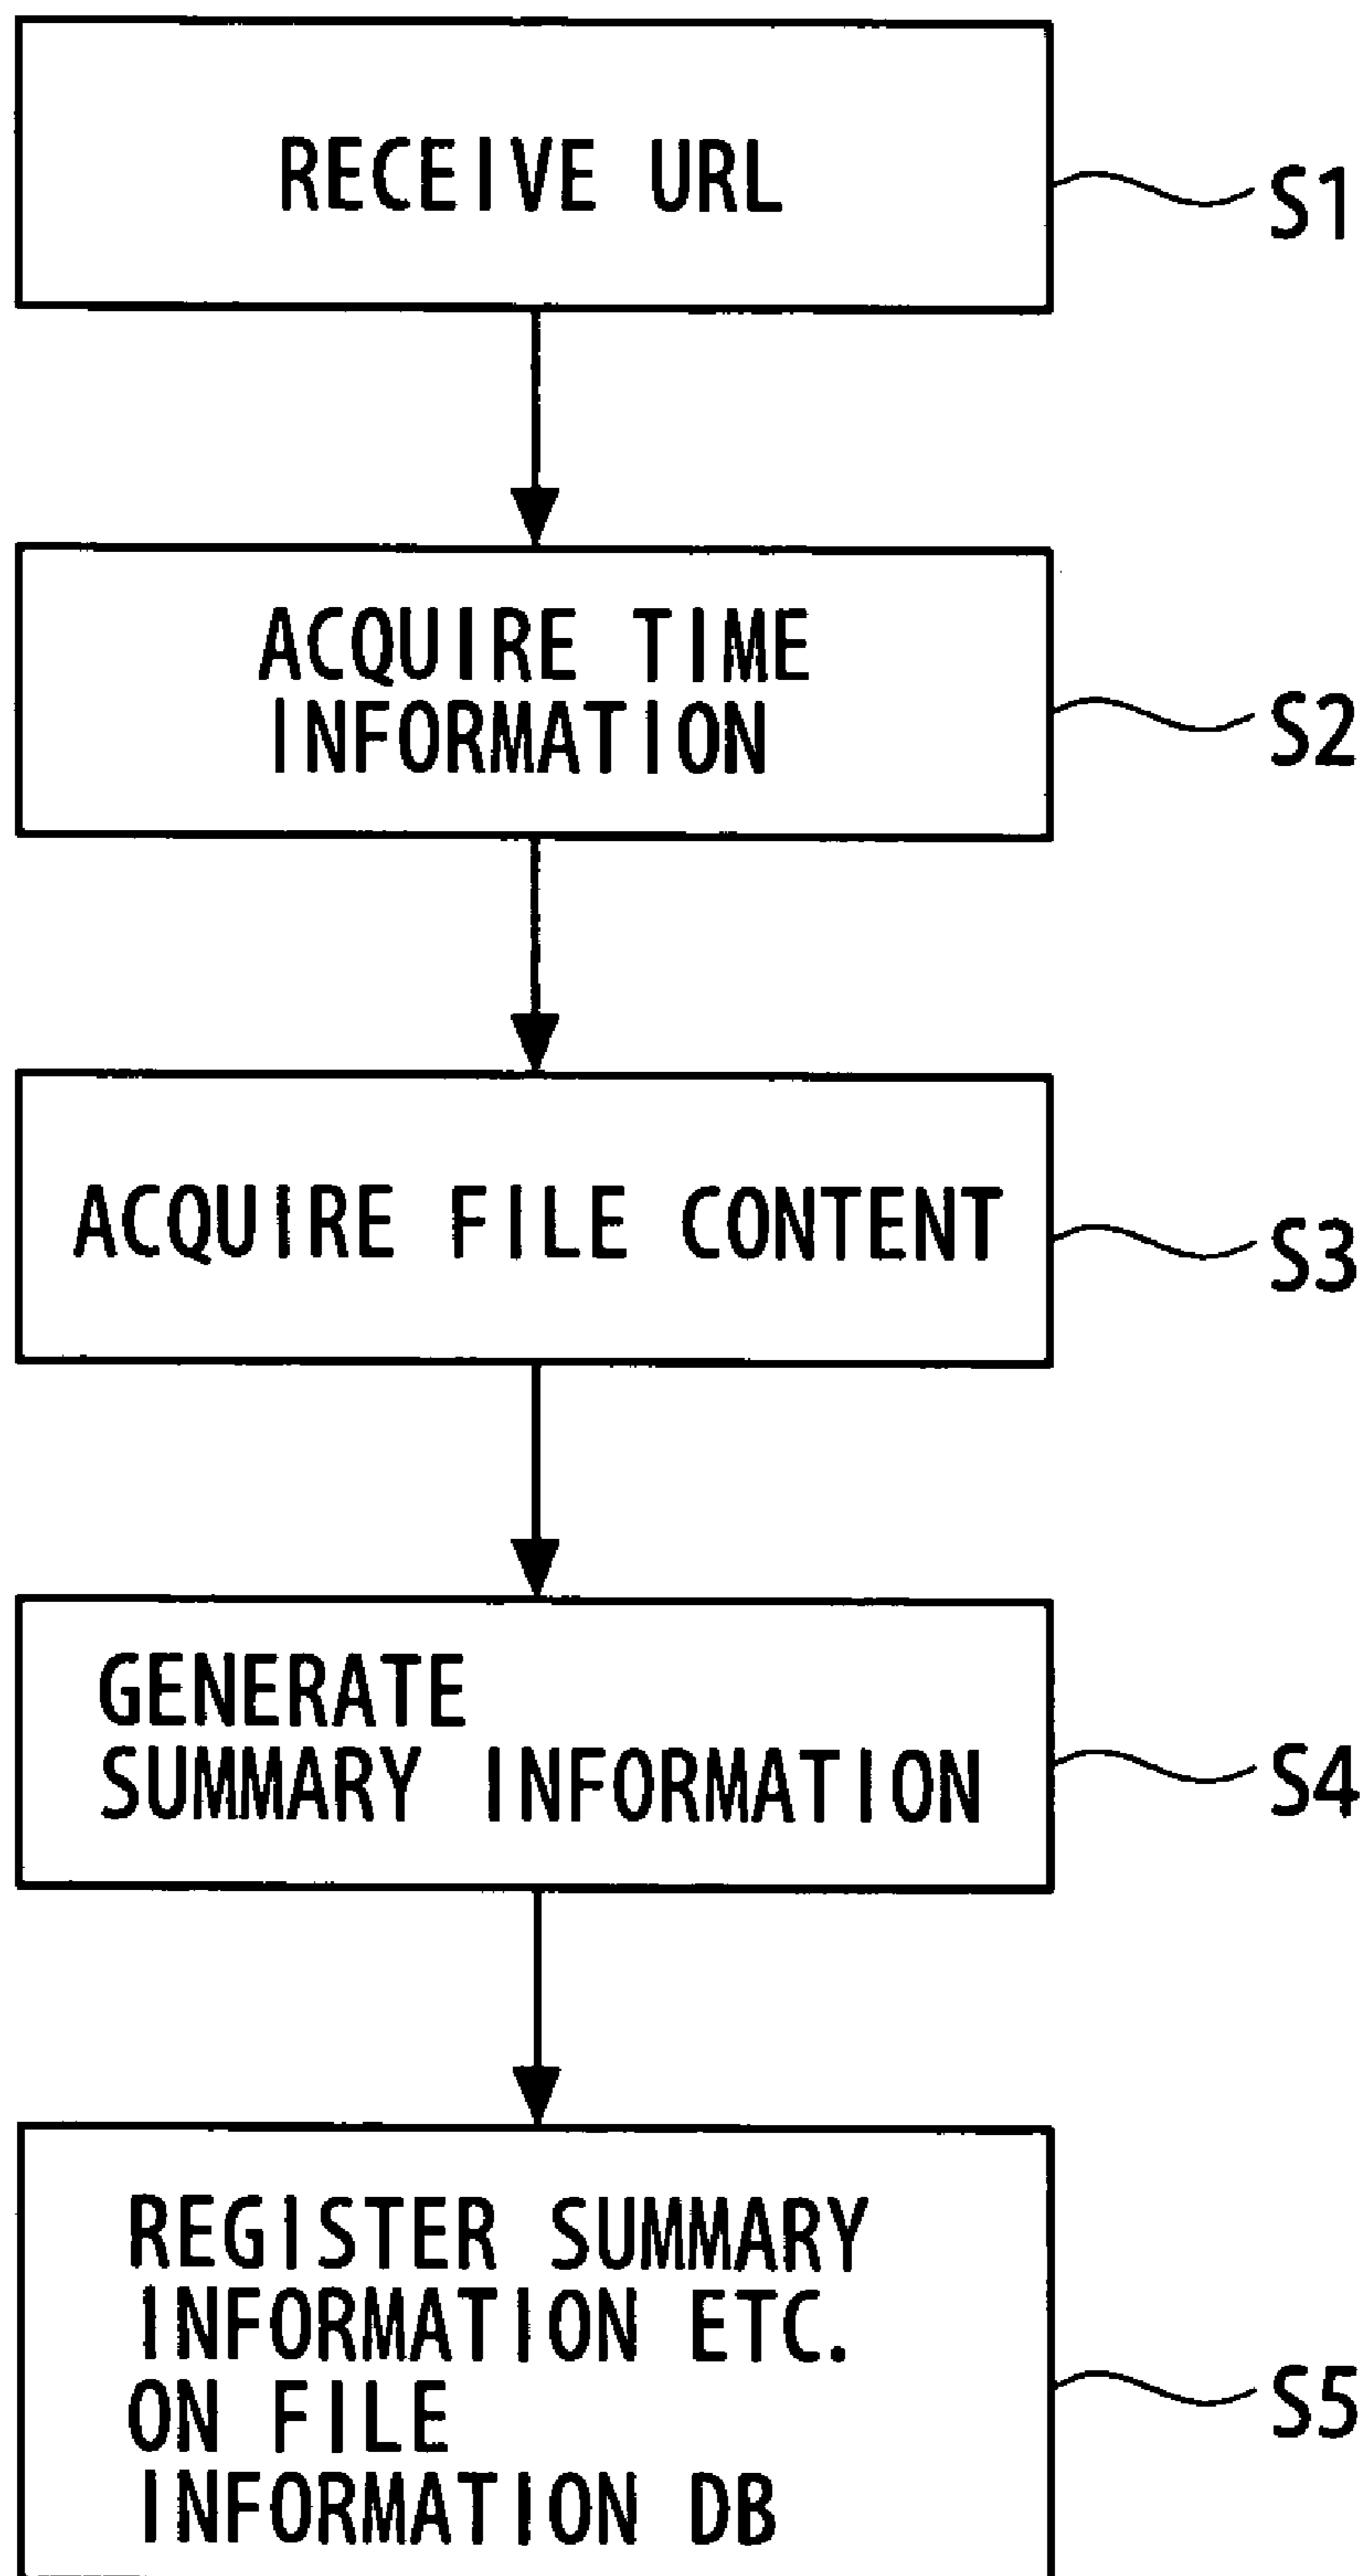 RECEIVE URL
S1
ACQUIRE TIME
INFORMATION
S2
ACQUIRE FILE CONTENT
S3
GENERATE
SUMMARY INFORMATION
S4
REGISTER SUMMARY
INFORMATION ETC.
ON FILE
INFORMATION DB
S5